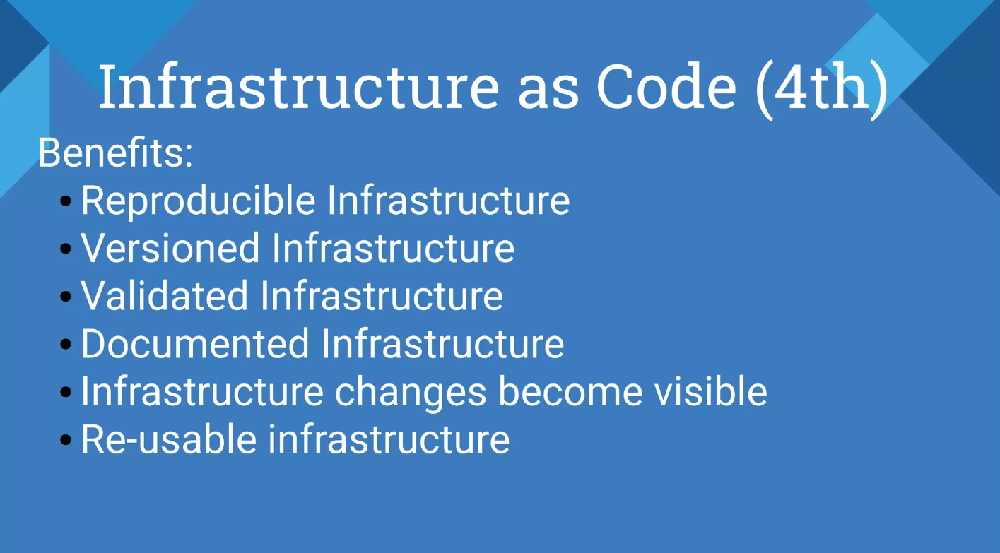 Infrastructure as Code (4th)
Benefits:
• Reproducible Infrastructure
• Versioned Infrastructure
• Validated Infrastructure
• Documented Infrastructure
• Infrastructure changes become visible
• Re-usable infrastructure